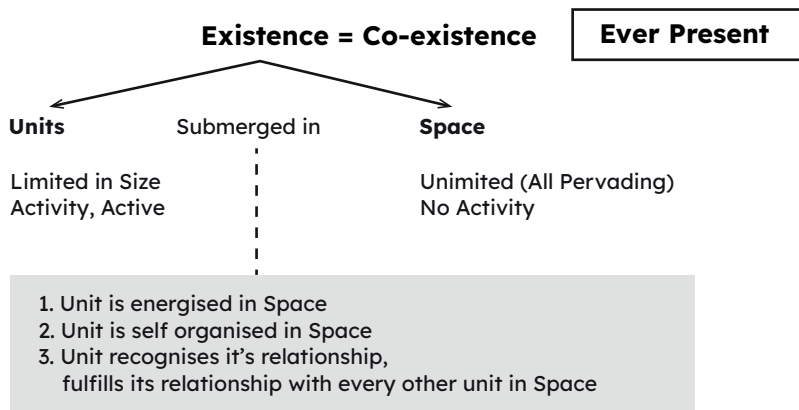 Existence = Co-existence
Ever Present
Units
Submerged in
Space
Limited in Size
Activity, Active
Unimited (All Pervading)
No Activity
1. Unit is energised in Space
2. Unit is self organised in Space
3. Unit recognises it's relationship,
fulfills its relationship with every other unit in Space